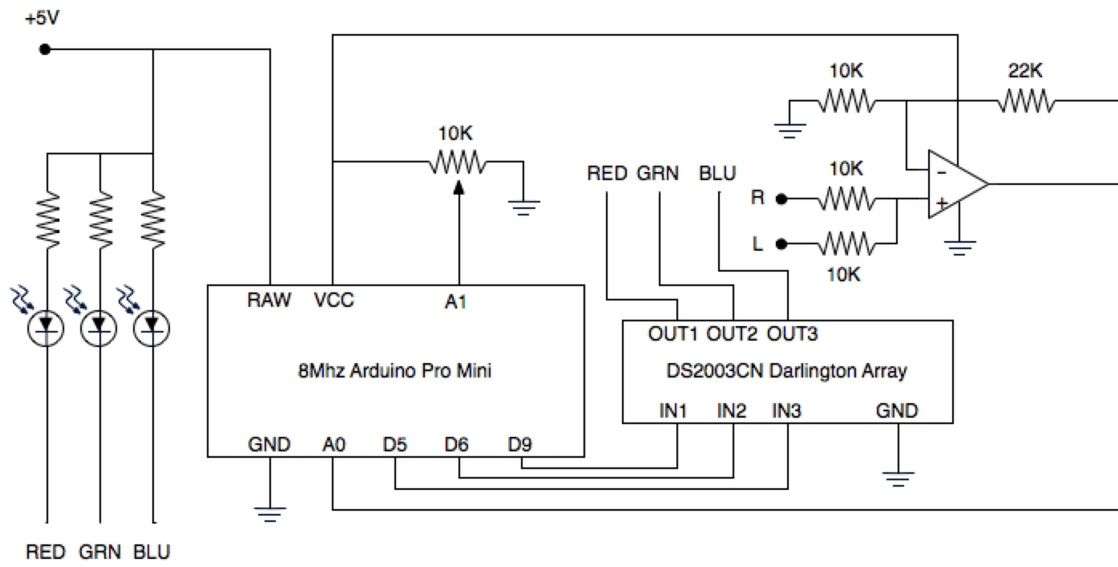 +5V
10K
22K
10K
RED GRN BLU
10K
R
L
10K
RAW VCC A1
OUT1 OUT2 OUT3
8Mhz Arduino Pro Mini
DS2003CN Darlington Array
IN1 IN2 IN3 GND
GND A0 D5 D6 D9
RED GRN BLU
-
+